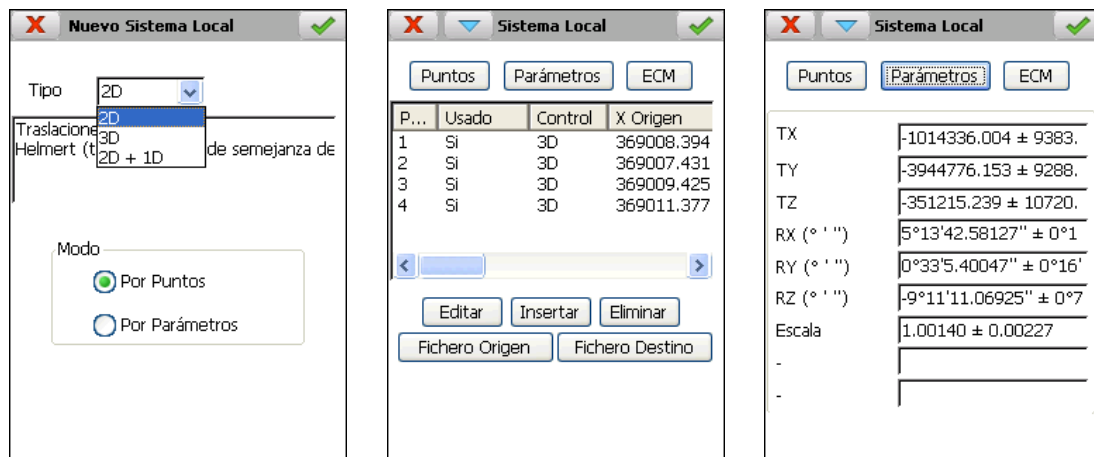 Nuevo Sistema Local
Tipo
2D
2D
3D
2D + 1D
Traslacione
Helmert (t
de semejanza de
Modo
Por Puntos
Por Parámetros
Sistema Local
Puntos Parámetros ECM
P... Usado Control X Origen
1 Si 3D 369008.394
2 Si 3D 369007.431
3 Si 3D 369009.425
4 Si 3D 369011.377
Editar Insertar Eliminar
Fichero Origen Fichero Destino
Sistema Local
Puntos Parámetros ECM
TX -1014336.004 ± 9383.
TY -3944776.153 ± 9288.
TZ -351215.239 ± 10720.
RX (° ' '') 5°13'42.58127'' ± 0°1
RY (° ' '') 0°33'5.40047'' ± 0°16'
RZ (° ' '') -9°11'11.06925'' ± 0°7
Escala 1.00140 ± 0.00227
-
-